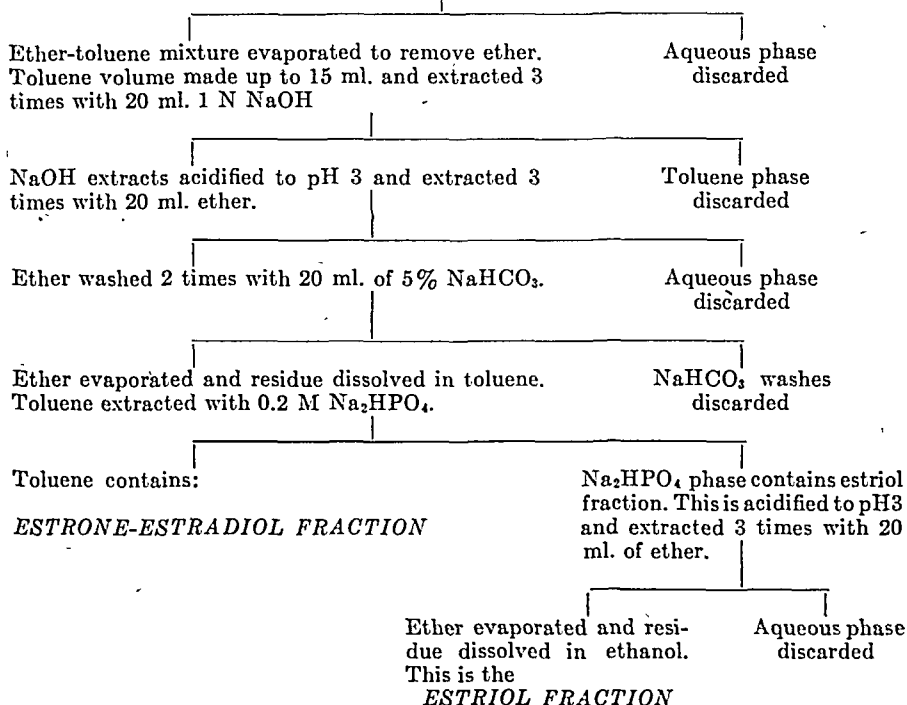 Ether-toluene mixture evaporated to remove ether.
Toluene volume made up to 15 ml. and extracted 3
times with 20 ml. 1 N NaOH
Aqueous phase
discarded
NaOH extracts acidified to pH 3 and extracted 3
times with 20 ml. ether.
Toluene phase
discarded
Ether washed 2 times with 20 ml. of 5% NaHCO₃.
Aqueous phase
discarded
Ether evaporated and residue dissolved in toluene.
Toluene extracted with 0.2 M Na₂HPO₄.
NaHCO₃ washes
discarded
Toluene contains:
ESTRONE-ESTRADIOL FRACTION
Na₂HPO₄ phase contains estriol
fraction. This is acidified to pH3
and extracted 3 times with 20
ml. of ether.
Ether evaporated and resi-
due dissolved in ethanol.
This is the
ESTRIOL FRACTION
Aqueous phase
discarded